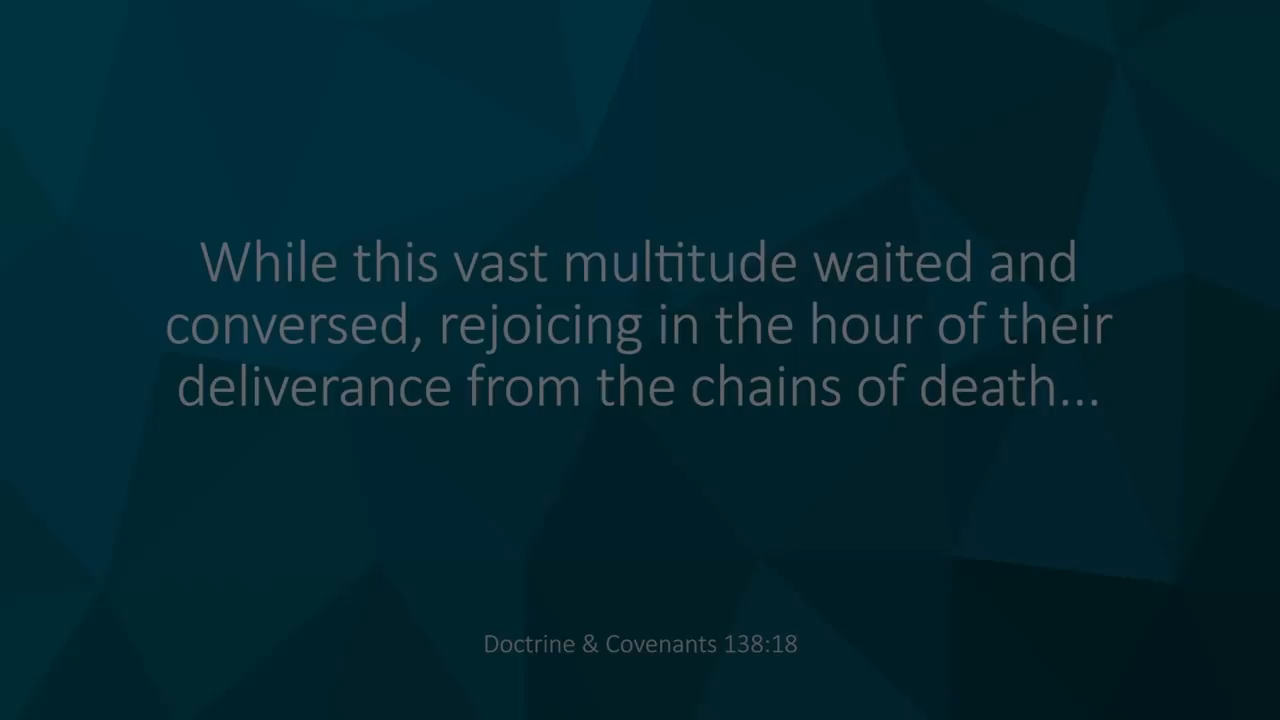 While this vast multitude waited and
conversed, rejoicing in the hour of their
deliverance from the chains of death...
Doctrine & Covenants 138:18